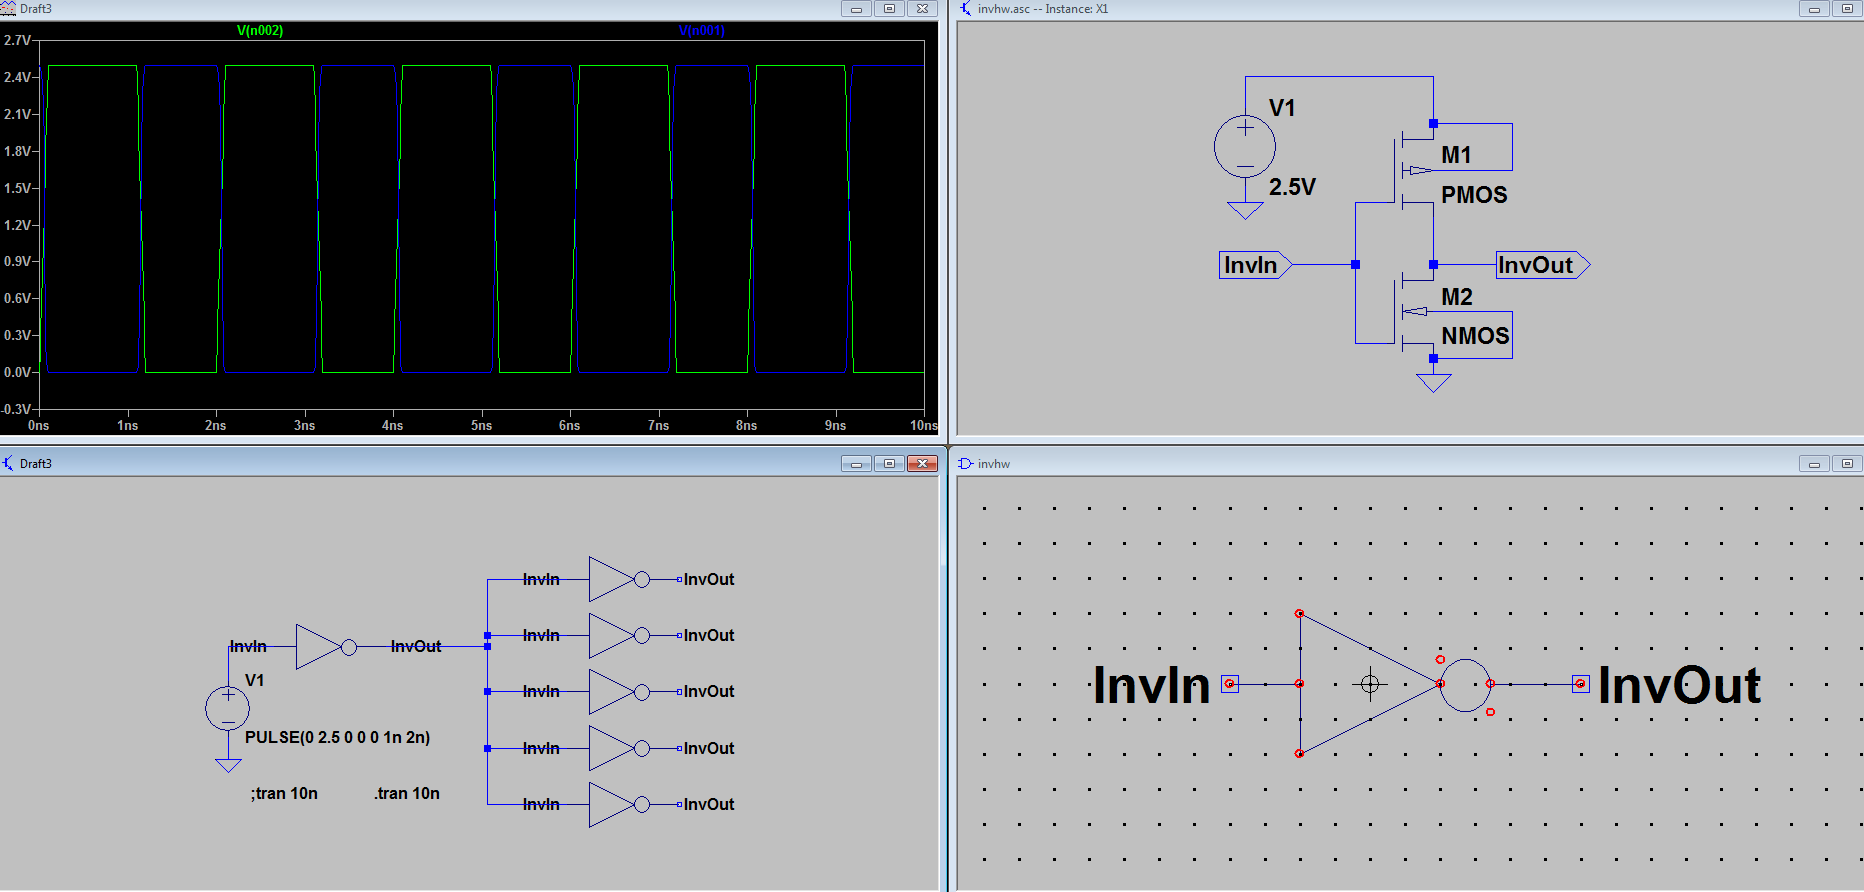 Draft3
V(n002)
V(n001)
2.7V
2.4V
2.1V
1.8V
1.5V
1.2V
0.9V
0.6V
0.3V
0.0V
-0.3V
0ns 1ns 2ns 3ns 4ns 5ns 6ns 7ns 8ns 9ns 10ns
invhw.asc -- Instance: X1
V1
2.5V
M1
PMOS
InvIn
InvOut
M2
NMOS
Draft3
InvIn
InvOut
V1
PULSE(0 2.5 0 0 0 1n 2n)
;tran 10n
.tran 10n
InvIn InvOut
InvIn InvOut
InvIn InvOut
InvIn InvOut
InvIn InvOut
invhw
InvIn
InvOut